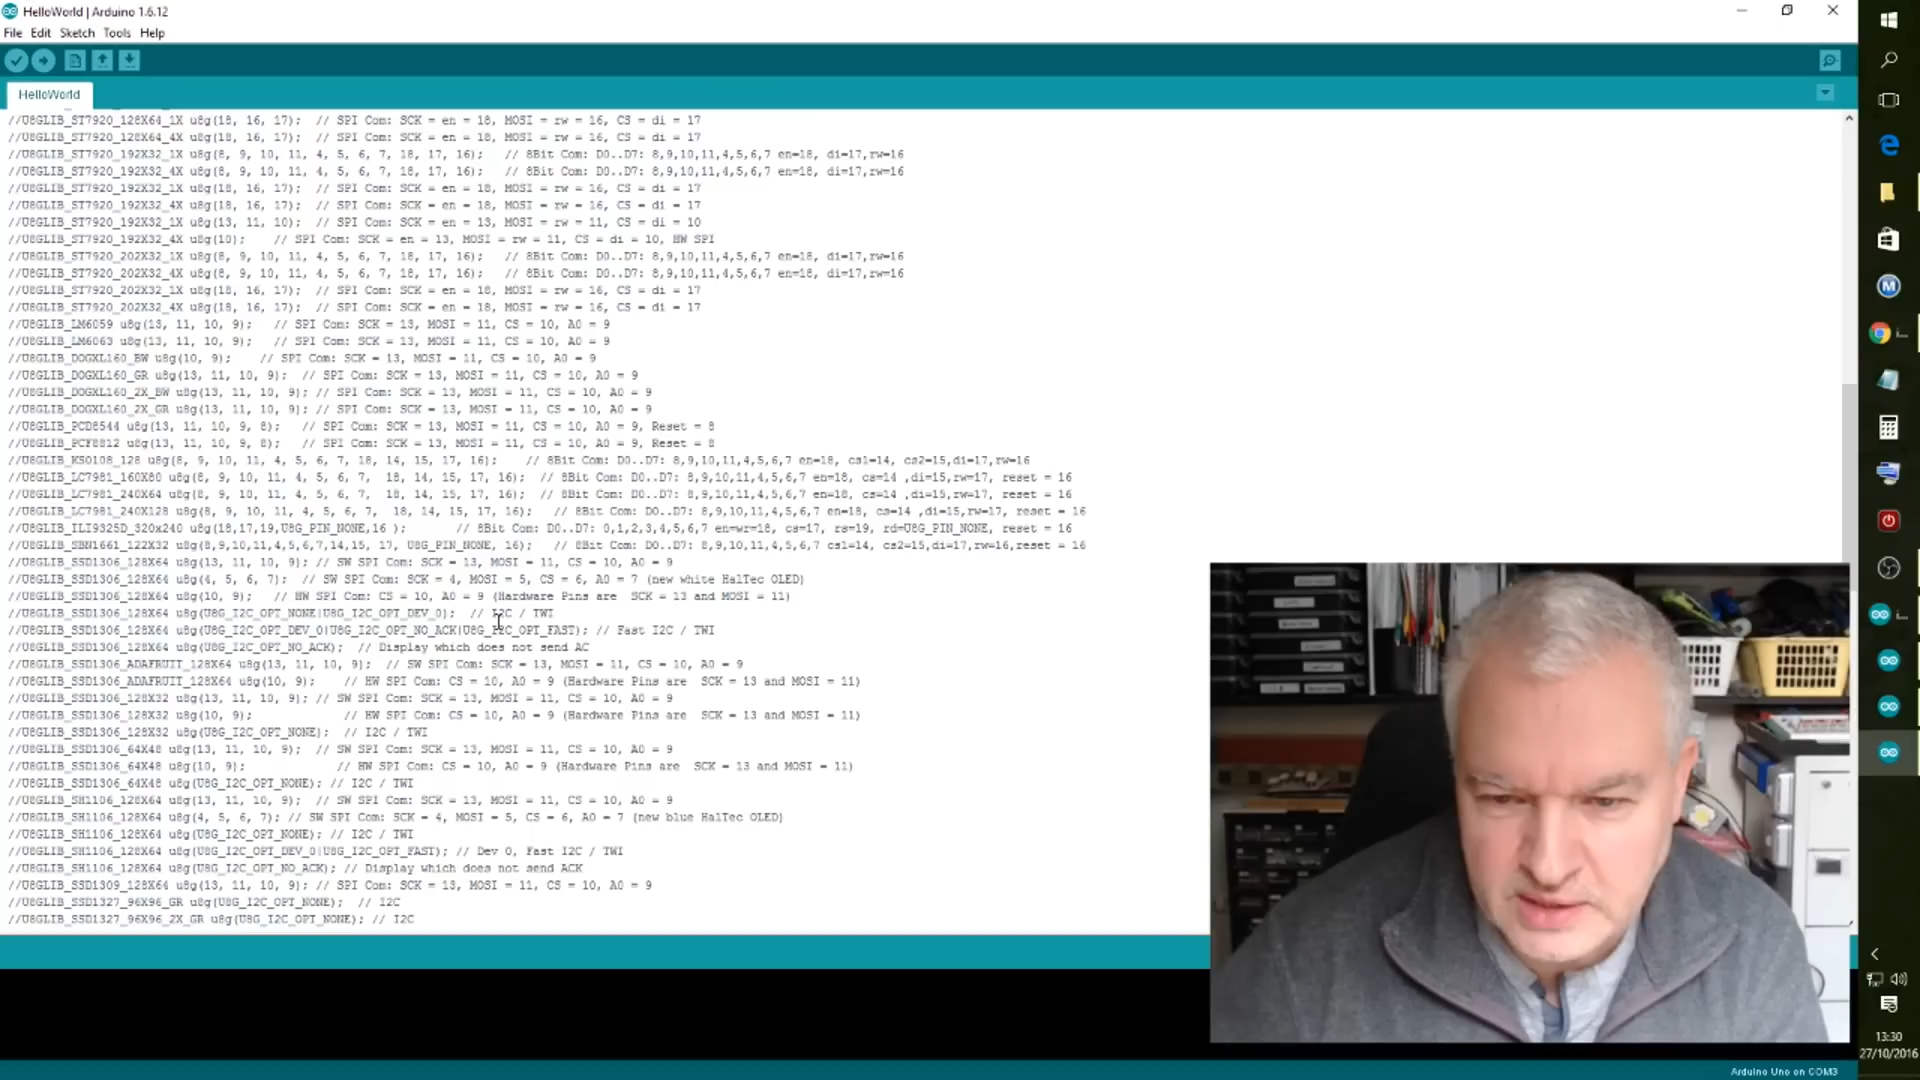 HelloWorld | Arduino 1.6.12
File Edit Sketch Tools Help
HelloWorld
//U8GLIB_ST7920_128X64_1X u8g(18, 16, 17);  // SPI Com: SCK = en = 18, MOSI = rw = 16, CS = di = 17
//U8GLIB_ST7920_128X64_4X u8g(18, 16, 17);  // SPI Com: SCK = en = 18, MOSI = rw = 16, CS = di = 17
//U8GLIB_ST7920_192X32_1X u8g(8, 9, 10, 11, 4, 5, 6, 7, 18, 17, 16);   // 8Bit Com: D0..D7: 8,9,10,11,4,5,6,7 en=18, di=17,rw=16
//U8GLIB_ST7920_192X32_4X u8g(8, 9, 10, 11, 4, 5, 6, 7, 18, 17, 16);   // 8Bit Com: D0..D7: 8,9,10,11,4,5,6,7 en=18, di=17,rw=16
//U8GLIB_ST7920_192X32_1X u8g(18, 16, 17);  // SPI Com: SCK = en = 18, MOSI = rw = 16, CS = di = 17
//U8GLIB_ST7920_192X32_4X u8g(18, 16, 17);  // SPI Com: SCK = en = 18, MOSI = rw = 16, CS = di = 17
//U8GLIB_ST7920_192X32_1X u8g(13, 11, 10);  // SPI Com: SCK = en = 13, MOSI = rw = 11, CS = di = 10
//U8GLIB_ST7920_192X32_4X u8g(10);    // SPI Com: SCK = en = 13, MOSI = rw = 11, CS = di = 10, HW SPI
//U8GLIB_ST7920_202X32_1X u8g(8, 9, 10, 11, 4, 5, 6, 7, 18, 17, 16);   // 8Bit Com: D0..D7: 8,9,10,11,4,5,6,7 en=18, di=17,rw=16
//U8GLIB_ST7920_202X32_4X u8g(8, 9, 10, 11, 4, 5, 6, 7, 18, 17, 16);   // 8Bit Com: D0..D7: 8,9,10,11,4,5,6,7 en=18, di=17,rw=16
//U8GLIB_ST7920_202X32_1X u8g(18, 16, 17);  // SPI Com: SCK = en = 18, MOSI = rw = 16, CS = di = 17
//U8GLIB_ST7920_202X32_4X u8g(18, 16, 17);  // SPI Com: SCK = en = 18, MOSI = rw = 16, CS = di = 17
//U8GLIB_LM6059 u8g(13, 11, 10, 9);   // SPI Com: SCK = 13, MOSI = 11, CS = 10, A0 = 9
//U8GLIB_LM6063 u8g(13, 11, 10, 9);   // SPI Com: SCK = 13, MOSI = 11, CS = 10, A0 = 9
//U8GLIB_DOGXL160_BW u8g(10, 9);    // SPI Com: SCK = 13, MOSI = 11, CS = 10, A0 = 9
//U8GLIB_DOGXL160_GR u8g(13, 11, 10, 9);  // SPI Com: SCK = 13, MOSI = 11, CS = 10, A0 = 9
//U8GLIB_DOGXL160_2X_BW u8g(13, 11, 10, 9); // SPI Com: SCK = 13, MOSI = 11, CS = 10, A0 = 9
//U8GLIB_DOGXL160_2X_GR u8g(13, 11, 10, 9); // SPI Com: SCK = 13, MOSI = 11, CS = 10, A0 = 9
//U8GLIB_PCD8544 u8g(13, 11, 10, 9, 8);   // SPI Com: SCK = 13, MOSI = 11, CS = 10, A0 = 9, Reset = 8
//U8GLIB_PCF8812 u8g(13, 11, 10, 9, 8);   // SPI Com: SCK = 13, MOSI = 11, CS = 10, A0 = 9, Reset = 8
//U8GLIB_KS0108_128 u8g(8, 9, 10, 11, 4, 5, 6, 7, 18, 14, 15, 17, 16);    // 8Bit Com: D0..D7: 8,9,10,11,4,5,6,7 en=18, cs1=14, cs2=15,di=17,rw=16
//U8GLIB_LC7981_160X80 u8g(8, 9, 10, 11, 4, 5, 6, 7,  18, 14, 15, 17, 16);  // 8Bit Com: D0..D7: 8,9,10,11,4,5,6,7 en=18, cs=14 ,di=15,rw=17, reset = 16
//U8GLIB_LC7981_240X64 u8g(8, 9, 10, 11, 4, 5, 6, 7,  18, 14, 15, 17, 16);  // 8Bit Com: D0..D7: 8,9,10,11,4,5,6,7 en=18, cs=14 ,di=15,rw=17, reset = 16
//U8GLIB_LC7981_240X128 u8g(8, 9, 10, 11, 4, 5, 6, 7,  18, 14, 15, 17, 16);   // 8Bit Com: D0..D7: 8,9,10,11,4,5,6,7 en=18, cs=14 ,di=15,rw=17, reset = 16
//U8GLIB_ILI9325D_320x240 u8g(18,17,19,U8G_PIN_NONE,16 );       // 8Bit Com: D0..D7: 0,1,2,3,4,5,6,7 en=wr=18, cs=17, rs=19, rd=U8G_PIN_NONE, reset = 16
//U8GLIB_SBN1661_122X32 u8g(8,9,10,11,4,5,6,7,14,15, 17, U8G_PIN_NONE, 16);   // 8Bit Com: D0..D7: 8,9,10,11,4,5,6,7 cs1=14, cs2=15,di=17,rw=16,reset = 16
//U8GLIB_SSD1306_128X64 u8g(13, 11, 10, 9); // SW SPI Com: SCK = 13, MOSI = 11, CS = 10, A0 = 9
//U8GLIB_SSD1306_128X64 u8g(4, 5, 6, 7);  // SW SPI Com: SCK = 4, MOSI = 5, CS = 6, A0 = 7 (new white HalTec OLED)
//U8GLIB_SSD1306_128X64 u8g(10, 9);   // HW SPI Com: CS = 10, A0 = 9 (Hardware Pins are  SCK = 13 and MOSI = 11)
//U8GLIB_SSD1306_128X64 u8g(U8G_I2C_OPT_NONE|U8G_I2C_OPT_DEV_0);  // I2C / TWI
//U8GLIB_SSD1306_128X64 u8g(U8G_I2C_OPT_DEV_0|U8G_I2C_OPT_NO_ACK|U8G_I2C_OPT_FAST); // Fast I2C / TWI
//U8GLIB_SSD1306_128X64 u8g(U8G_I2C_OPT_NO_ACK);  // Display which does not send AC
//U8GLIB_SSD1306_ADAFRUIT_128X64 u8g(13, 11, 10, 9);  // SW SPI Com: SCK = 13, MOSI = 11, CS = 10, A0 = 9
//U8GLIB_SSD1306_ADAFRUIT_128X64 u8g(10, 9);    // HW SPI Com: CS = 10, A0 = 9 (Hardware Pins are  SCK = 13 and MOSI = 11)
//U8GLIB_SSD1306_128X32 u8g(13, 11, 10, 9); // SW SPI Com: SCK = 13, MOSI = 11, CS = 10, A0 = 9
//U8GLIB_SSD1306_128X32 u8g(10, 9);             // HW SPI Com: CS = 10, A0 = 9 (Hardware Pins are  SCK = 13 and MOSI = 11)
//U8GLIB_SSD1306_128X32 u8g(U8G_I2C_OPT_NONE);  // I2C / TWI
//U8GLIB_SSD1306_64X48 u8g(13, 11, 10, 9);  // SW SPI Com: SCK = 13, MOSI = 11, CS = 10, A0 = 9
//U8GLIB_SSD1306_64X48 u8g(10, 9);             // HW SPI Com: CS = 10, A0 = 9 (Hardware Pins are  SCK = 13 and MOSI = 11)
//U8GLIB_SSD1306_64X48 u8g(U8G_I2C_OPT_NONE); // I2C / TWI
//U8GLIB_SH1106_128X64 u8g(13, 11, 10, 9);  // SW SPI Com: SCK = 13, MOSI = 11, CS = 10, A0 = 9
//U8GLIB_SH1106_128X64 u8g(4, 5, 6, 7); // SW SPI Com: SCK = 4, MOSI = 5, CS = 6, A0 = 7 (new blue HalTec OLED)
//U8GLIB_SH1106_128X64 u8g(U8G_I2C_OPT_NONE); // I2C / TWI
//U8GLIB_SH1106_128X64 u8g(U8G_I2C_OPT_DEV_0|U8G_I2C_OPT_FAST); // Dev 0, Fast I2C / TWI
//U8GLIB_SH1106_128X64 u8g(U8G_I2C_OPT_NO_ACK); // Display which does not send ACK
//U8GLIB_SSD1309_128X64 u8g(13, 11, 10, 9); // SPI Com: SCK = 13, MOSI = 11, CS = 10, A0 = 9
//U8GLIB_SSD1327_96X96_GR u8g(U8G_I2C_OPT_NONE);  // I2C
//U8GLIB_SSD1327_96X96_2X_GR u8g(U8G_I2C_OPT_NONE); // I2C
13:30
27/10/2016
Arduino Uno on COM3